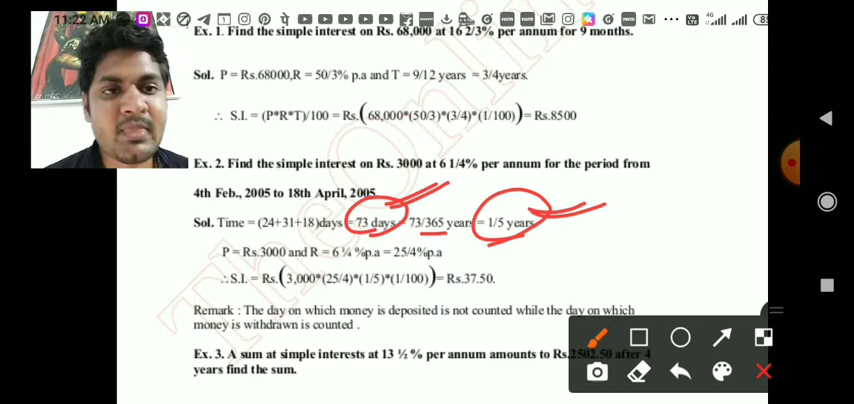 11:22 AM
Ex. 1. Find the simple interest on Rs. 68,000 at 16 2/3% per annum for 9 months.
Sol. P = Rs.68000,R = 50/3% p.a and T = 9/12 years = 3/4years.
∴ S.I. = (P*R*T)/100 = Rs.(68,000*(50/3)*(3/4)*(1/100))= Rs.8500
Ex. 2. Find the simple interest on Rs. 3000 at 6 1/4% per annum for the period from
4th Feb., 2005 to 18th April, 2005
Sol. Time = (24+31+18)days = 73 days = 73/365 years = 1/5 years
P = Rs.3000 and R = 6 ¼ %p.a = 25/4%p.a
∴S.I. = Rs.(3,000*(25/4)*(1/5)*(1/100))= Rs.37.50.
Remark : The day on which money is deposited is not counted while the day on which
money is withdrawn is counted .
Ex. 3. A sum at simple interests at 13 ½ % per annum amounts to Rs.2502.50 after 4
years find the sum.
TheOnlin